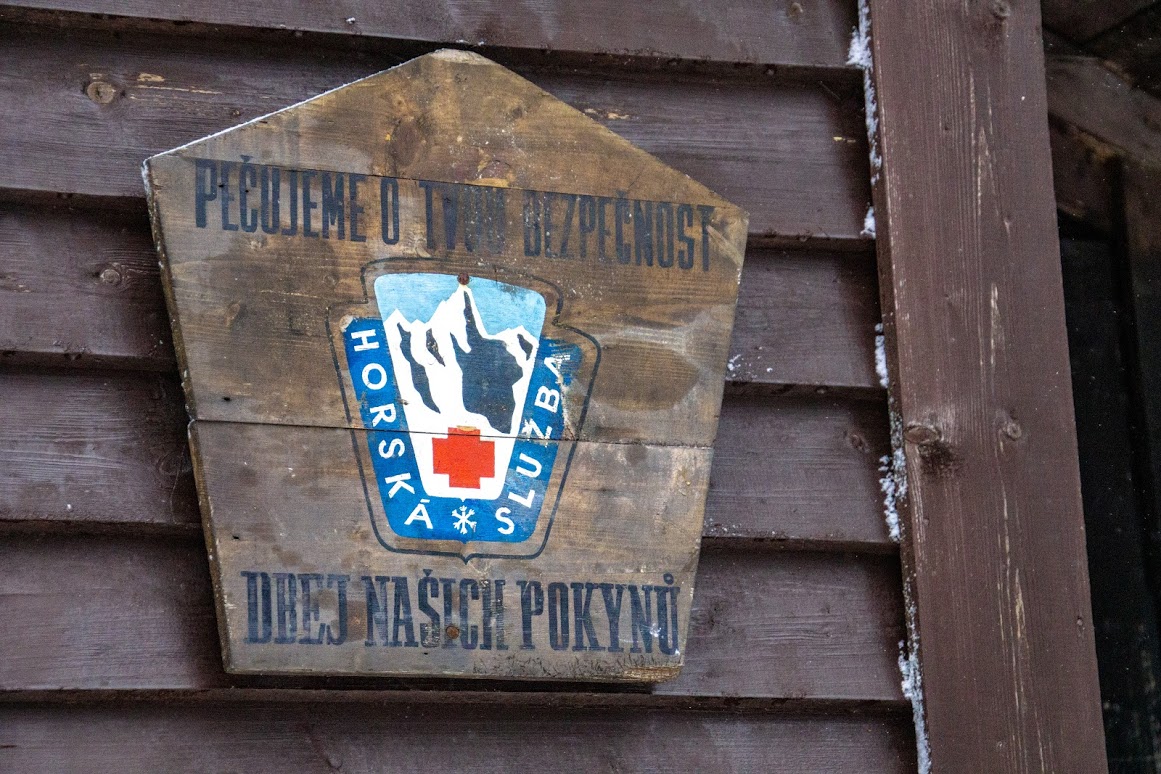 PEČUJEME O TVOU BEZPEČNOST
HORSKÁ SLUŽBA
DBEJ NAŠICH POKYNŮ